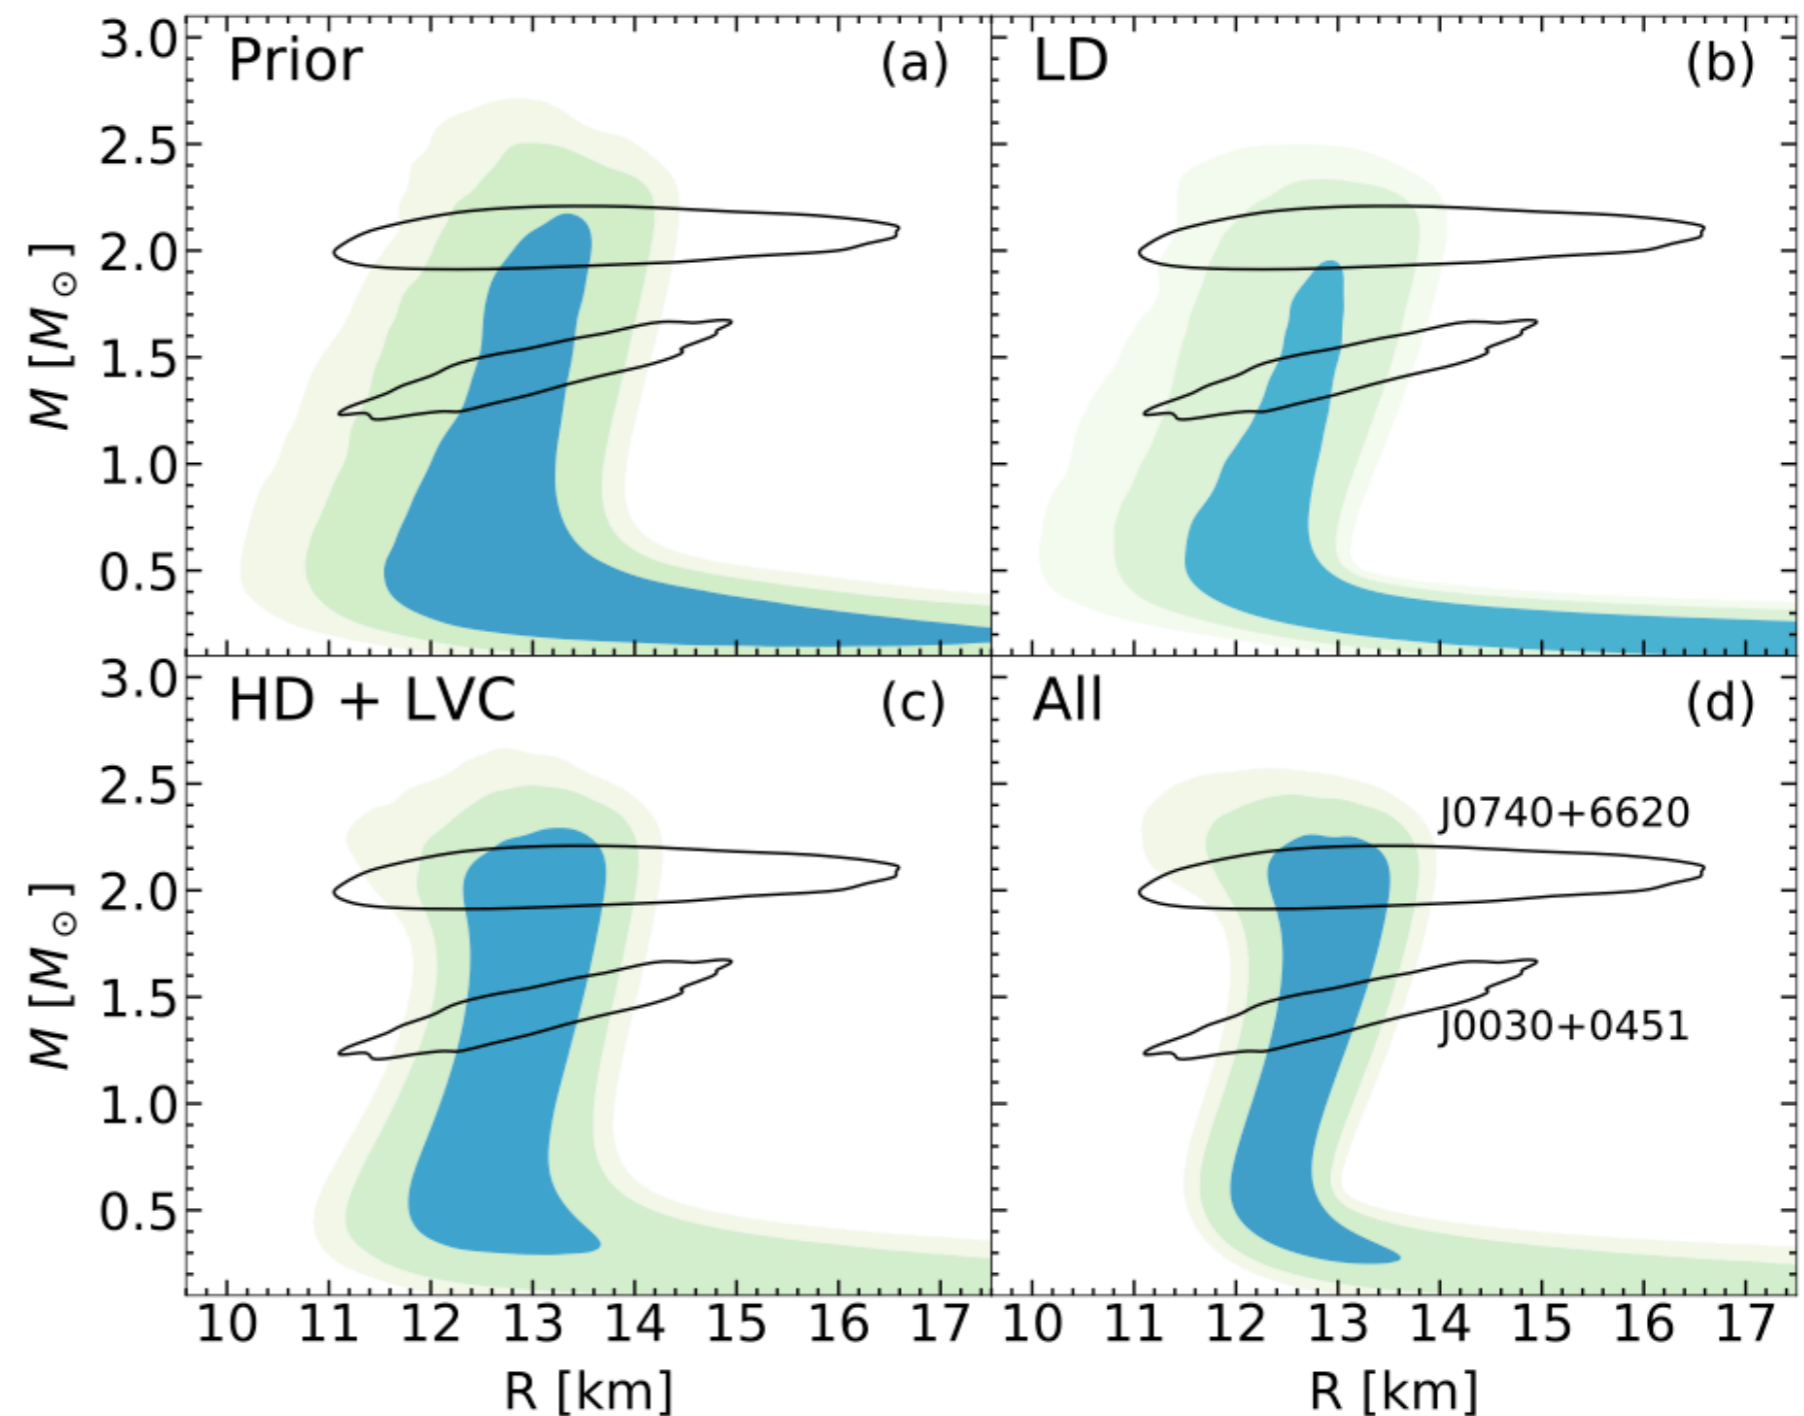 Prior (a)
LD (b)
3.0
2.5
2.0
1.5
1.0
0.5
M [M⊙]
HD + LVC (c)
All (d)
3.0
2.5
2.0
1.5
1.0
0.5
M [M⊙]
J0740+6620
J0030+0451
10 11 12 13 14 15 16 17
10 11 12 13 14 15 16 17
R [km]
R [km]